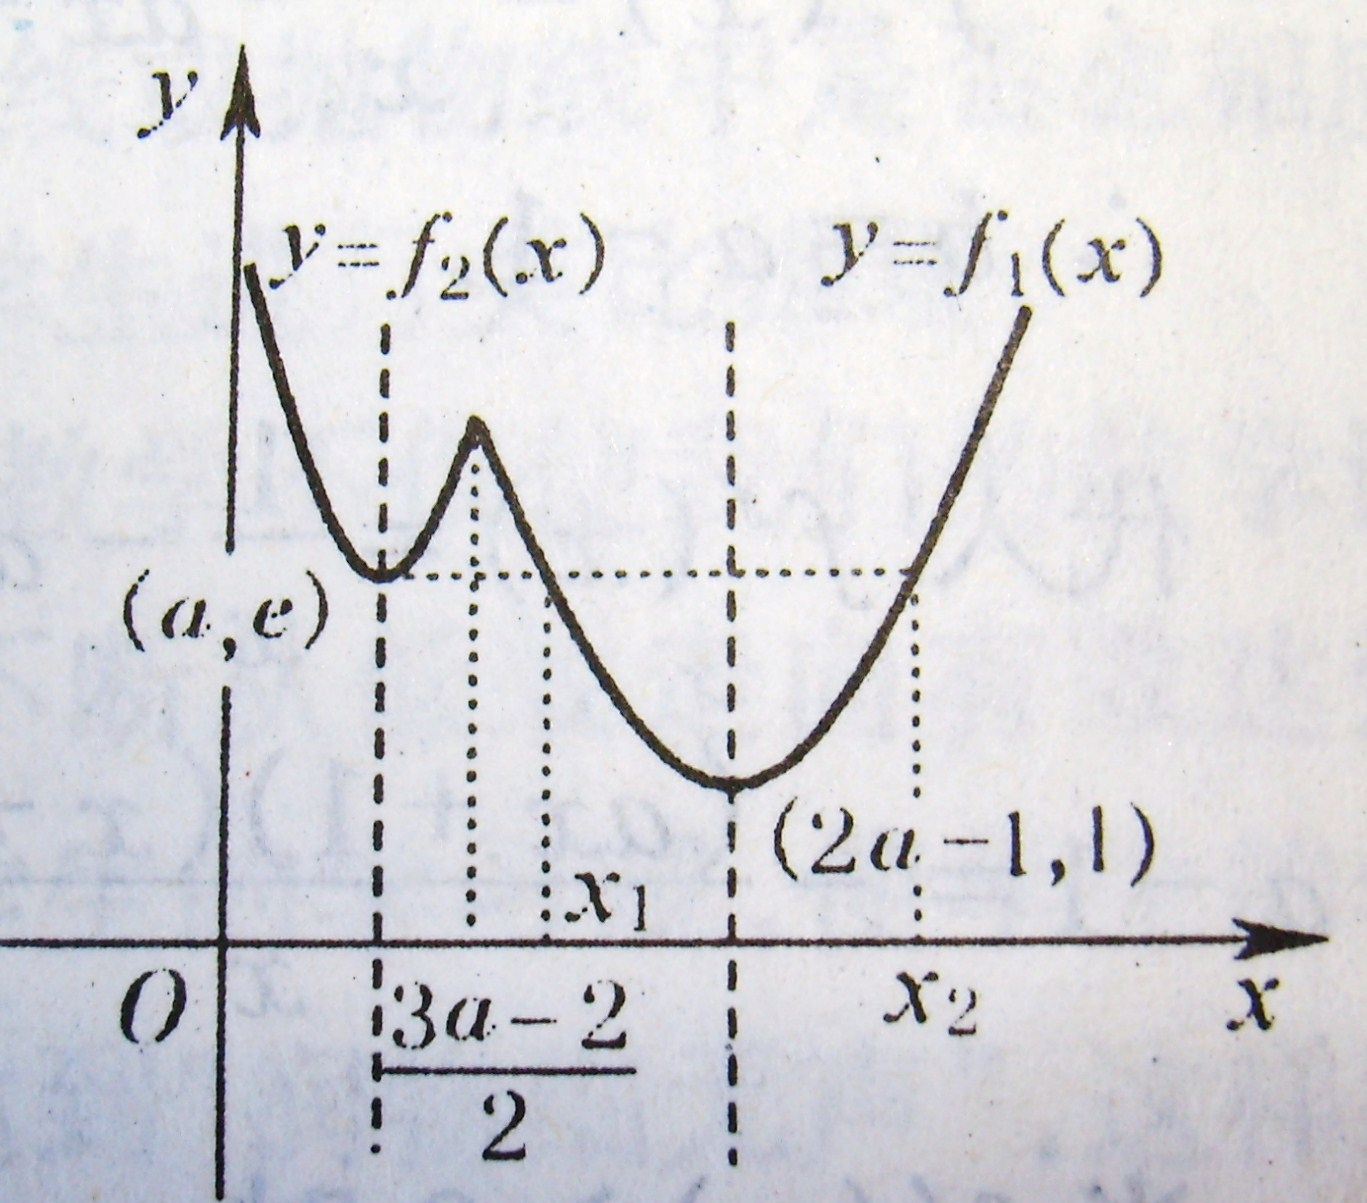 y
y=f₂(x) y=f₁(x)
(a,e)
(2a-1,1)
x₁
O
3a-2
2
x₂
x